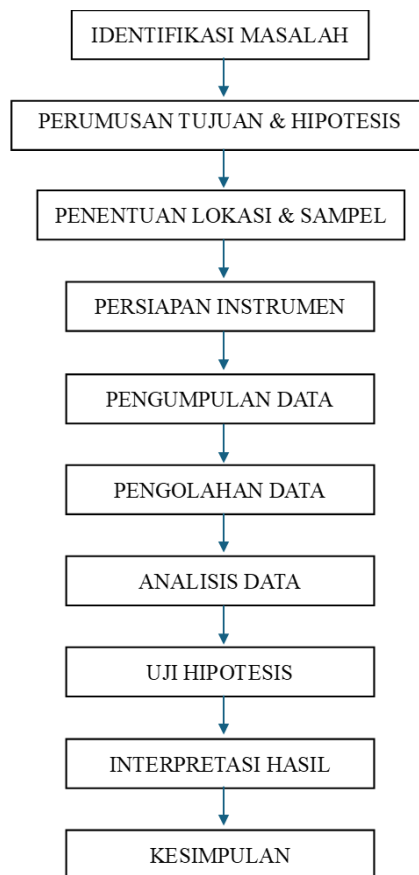 IDENTIFIKASI MASALAH
PERUMUSAN TUJUAN & HIPOTESIS
PENENTUAN LOKASI & SAMPEL
PERSIAPAN INSTRUMEN
PENGUMPULAN DATA
PENGOLAHAN DATA
ANALISIS DATA
UJI HIPOTESIS
INTERPRETASI HASIL
KESIMPULAN